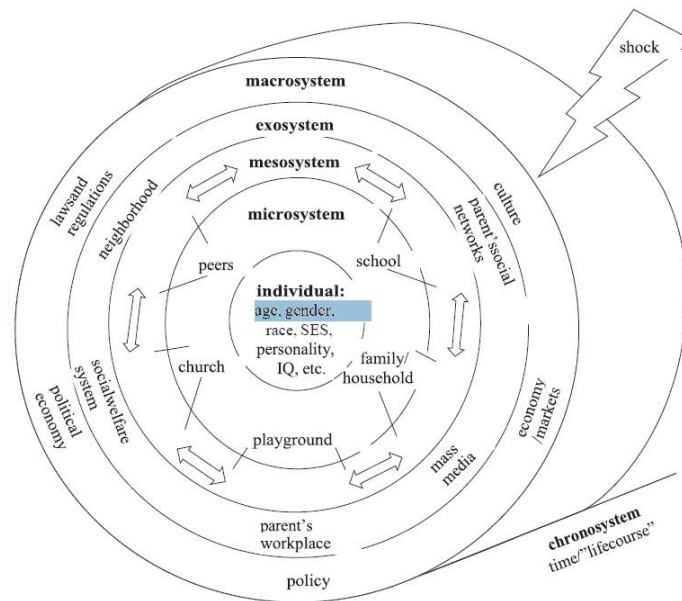 shock
macrosystem
exosystem
mesosystem
microsystem
lawsand
regulations
neighborhood
culture
parent'ssocial
networks
peers
school
individual:
age, gender,
race, SES,
personality,
IQ, etc.
church
family/
household
playground
socialwelfare
system
political
economy
mass
media
economy
/markets
parent's
workplace
policy
chronosystem
time/"lifecourse"